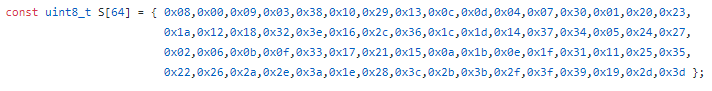 const uint8_t S[64] = { 0x08,0x00,0x09,0x03,0x38,0x10,0x29,0x13,0x0c,0x0d,0x04,0x07,0x30,0x01,0x20,0x23,
0x1a,0x12,0x18,0x32,0x3e,0x16,0x2c,0x36,0x1c,0x1d,0x14,0x37,0x34,0x05,0x24,0x27,
0x02,0x06,0x0b,0x0f,0x33,0x17,0x21,0x15,0x0a,0x1b,0x0e,0x1f,0x31,0x11,0x25,0x35,
0x22,0x26,0x2a,0x2e,0x3a,0x1e,0x28,0x3c,0x2b,0x3b,0x2f,0x3f,0x39,0x19,0x2d,0x3d };